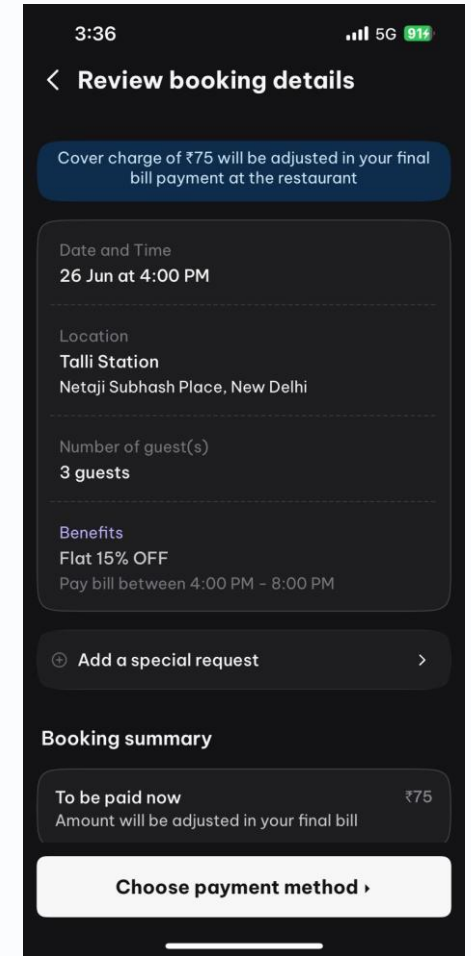 3:36
5G 91
Review booking details
Cover charge of ₹75 will be adjusted in your final
bill payment at the restaurant
Date and Time
26 Jun at 4:00 PM
Location
Talli Station
Netaji Subhash Place, New Delhi
Number of guest(s)
3 guests
Benefits
Flat 15% OFF
Pay bill between 4:00 PM - 8:00 PM
Add a special request
Booking summary
To be paid now ₹75
Amount will be adjusted in your final bill
Choose payment method